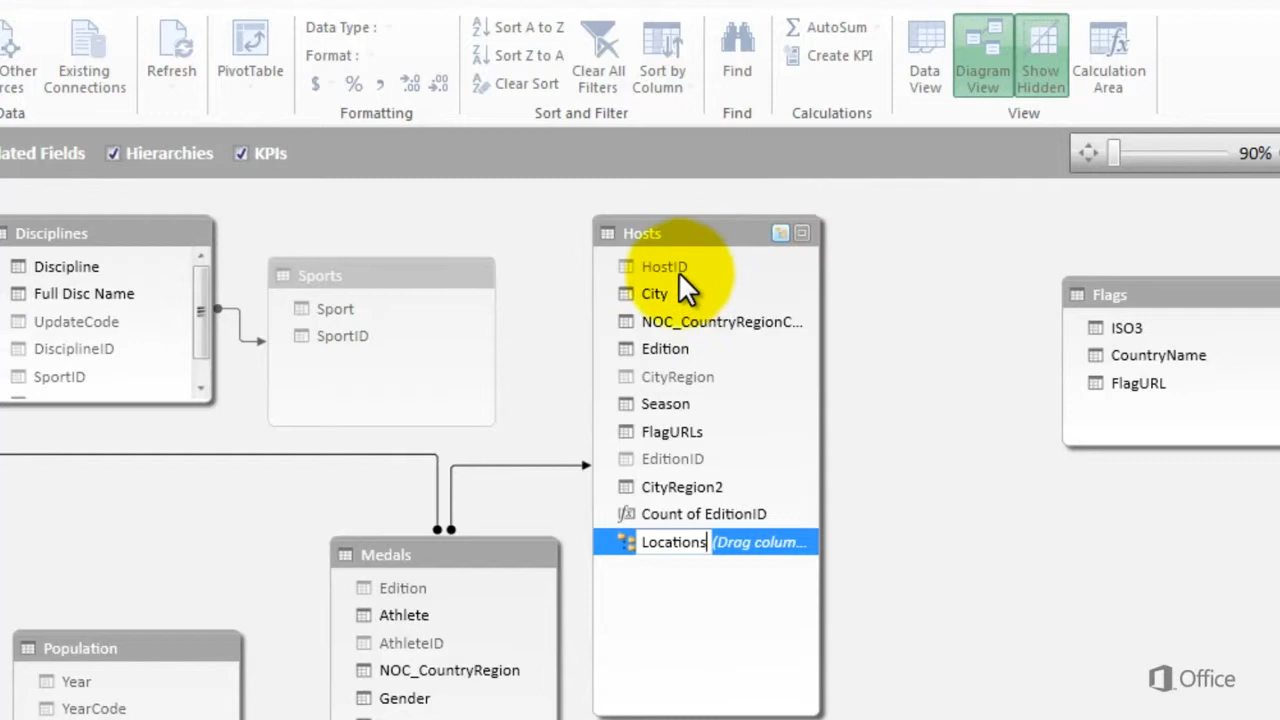 Other
rces
Data
Existing
Connections
Refresh
PivotTable
Data Type :
Format :
$ % ,
Formatting
Sort A to Z
Sort Z to A
Clear Sort
Clear All
Filters
Sort by
Column
Sort and Filter
Find
Find
AutoSum
Create KPI
Calculations
Data
View
Diagram
View
Show
Hidden
Calculation
Area
View
lated Fields
Hierarchies
KPIs
90%
Disciplines
Discipline
Full Disc Name
UpdateCode
DisciplineID
SportID
Sports
Sport
SportID
Hosts
HostID
City
NOC_CountryRegionC...
Edition
CityRegion
Season
FlagURLs
EditionID
CityRegion2
Count of EditionID
Locations (Drag colum...
Flags
ISO3
CountryName
FlagURL
Medals
Edition
Athlete
AthleteID
NOC_CountryRegion
Gender
Population
Year
YearCode
Office